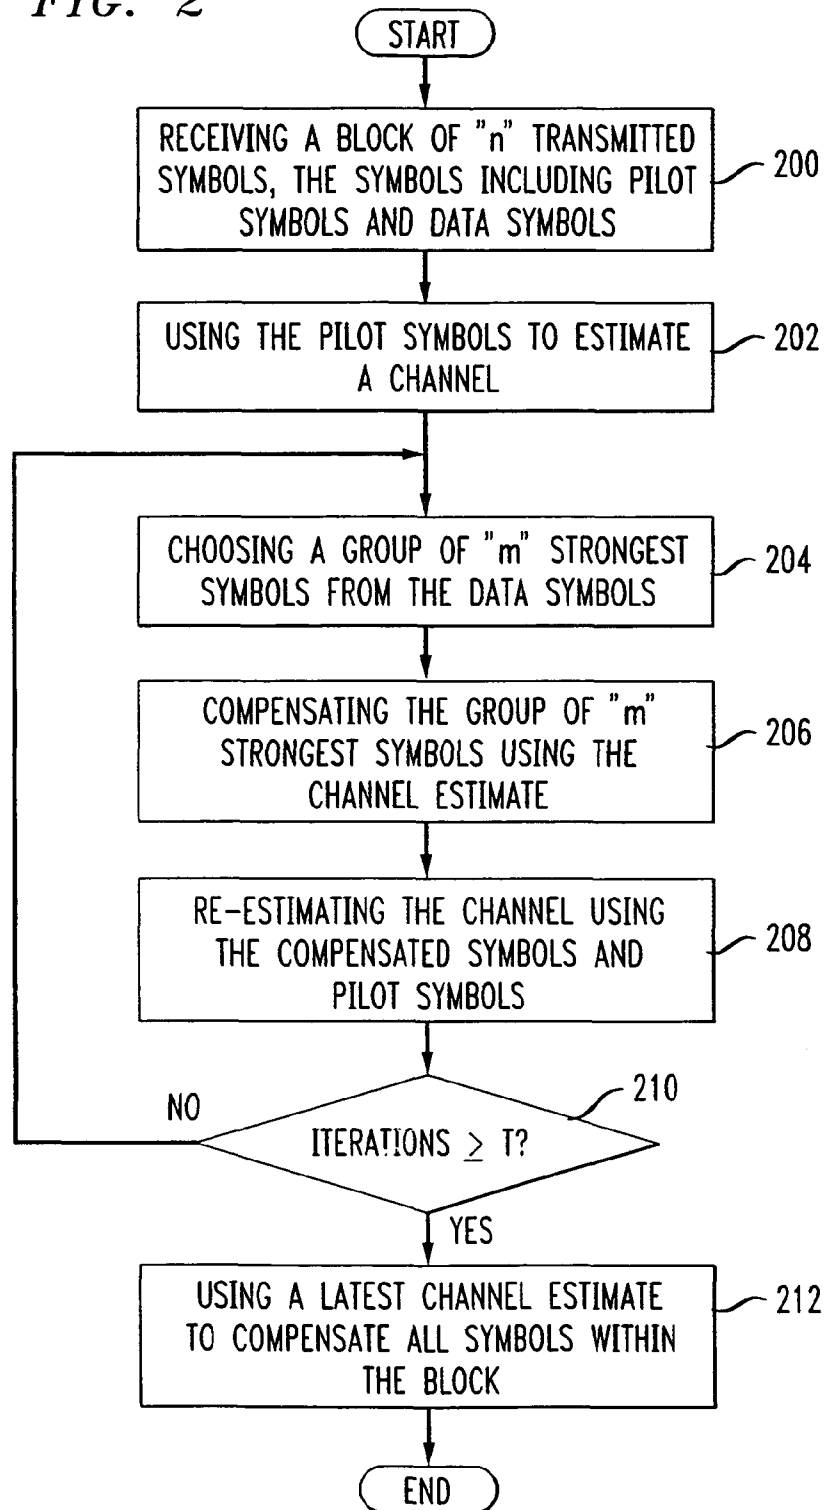 FIG. 2
START
RECEIVING A BLOCK OF "n" TRANSMITTED
SYMBOLS, THE SYMBOLS INCLUDING PILOT
SYMBOLS AND DATA SYMBOLS
200
USING THE PILOT SYMBOLS TO ESTIMATE
A CHANNEL
202
CHOOSING A GROUP OF "m" STRONGEST
SYMBOLS FROM THE DATA SYMBOLS
204
COMPENSATING THE GROUP OF "m"
STRONGEST SYMBOLS USING THE
CHANNEL ESTIMATE
206
RE-ESTIMATING THE CHANNEL USING
THE COMPENSATED SYMBOLS AND
PILOT SYMBOLS
208
210
NO
ITERATIONS ≥ T?
YES
USING A LATEST CHANNEL ESTIMATE
TO COMPENSATE ALL SYMBOLS WITHIN
THE BLOCK
212
END